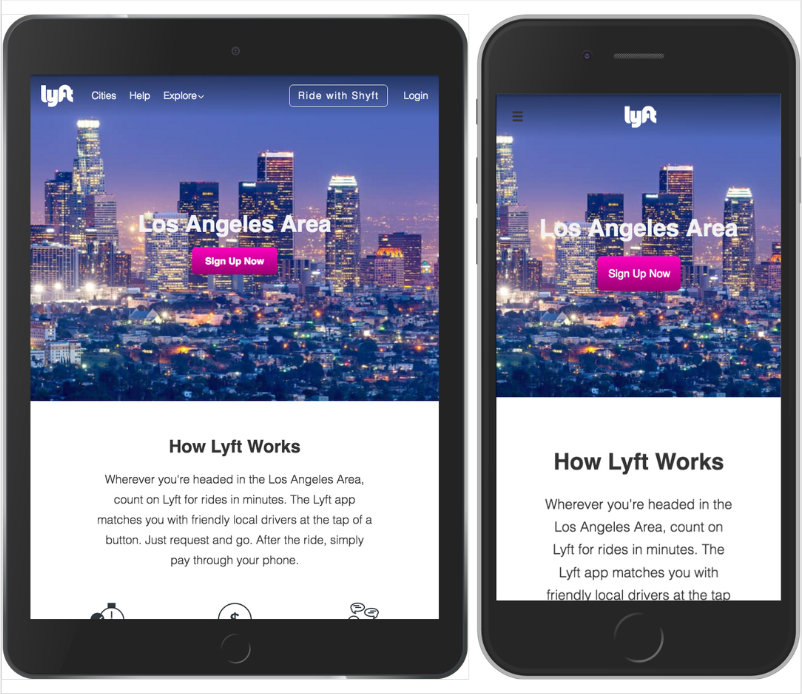 lyft
Cities Help Explore Ride with Shyft Login
Los Angeles Area
Sign Up Now
How Lyft Works
Wherever you're headed in the Los Angeles Area,
count on Lyft for rides in minutes. The Lyft app
matches you with friendly local drivers at the tap of a
button. Just request and go. After the ride, simply
pay through your phone.
$
lyft
Los Angeles Area
Sign Up Now
How Lyft Works
Wherever you're headed in the
Los Angeles Area, count on
Lyft for rides in minutes. The
Lyft app matches you with
friendly local drivers at the tap